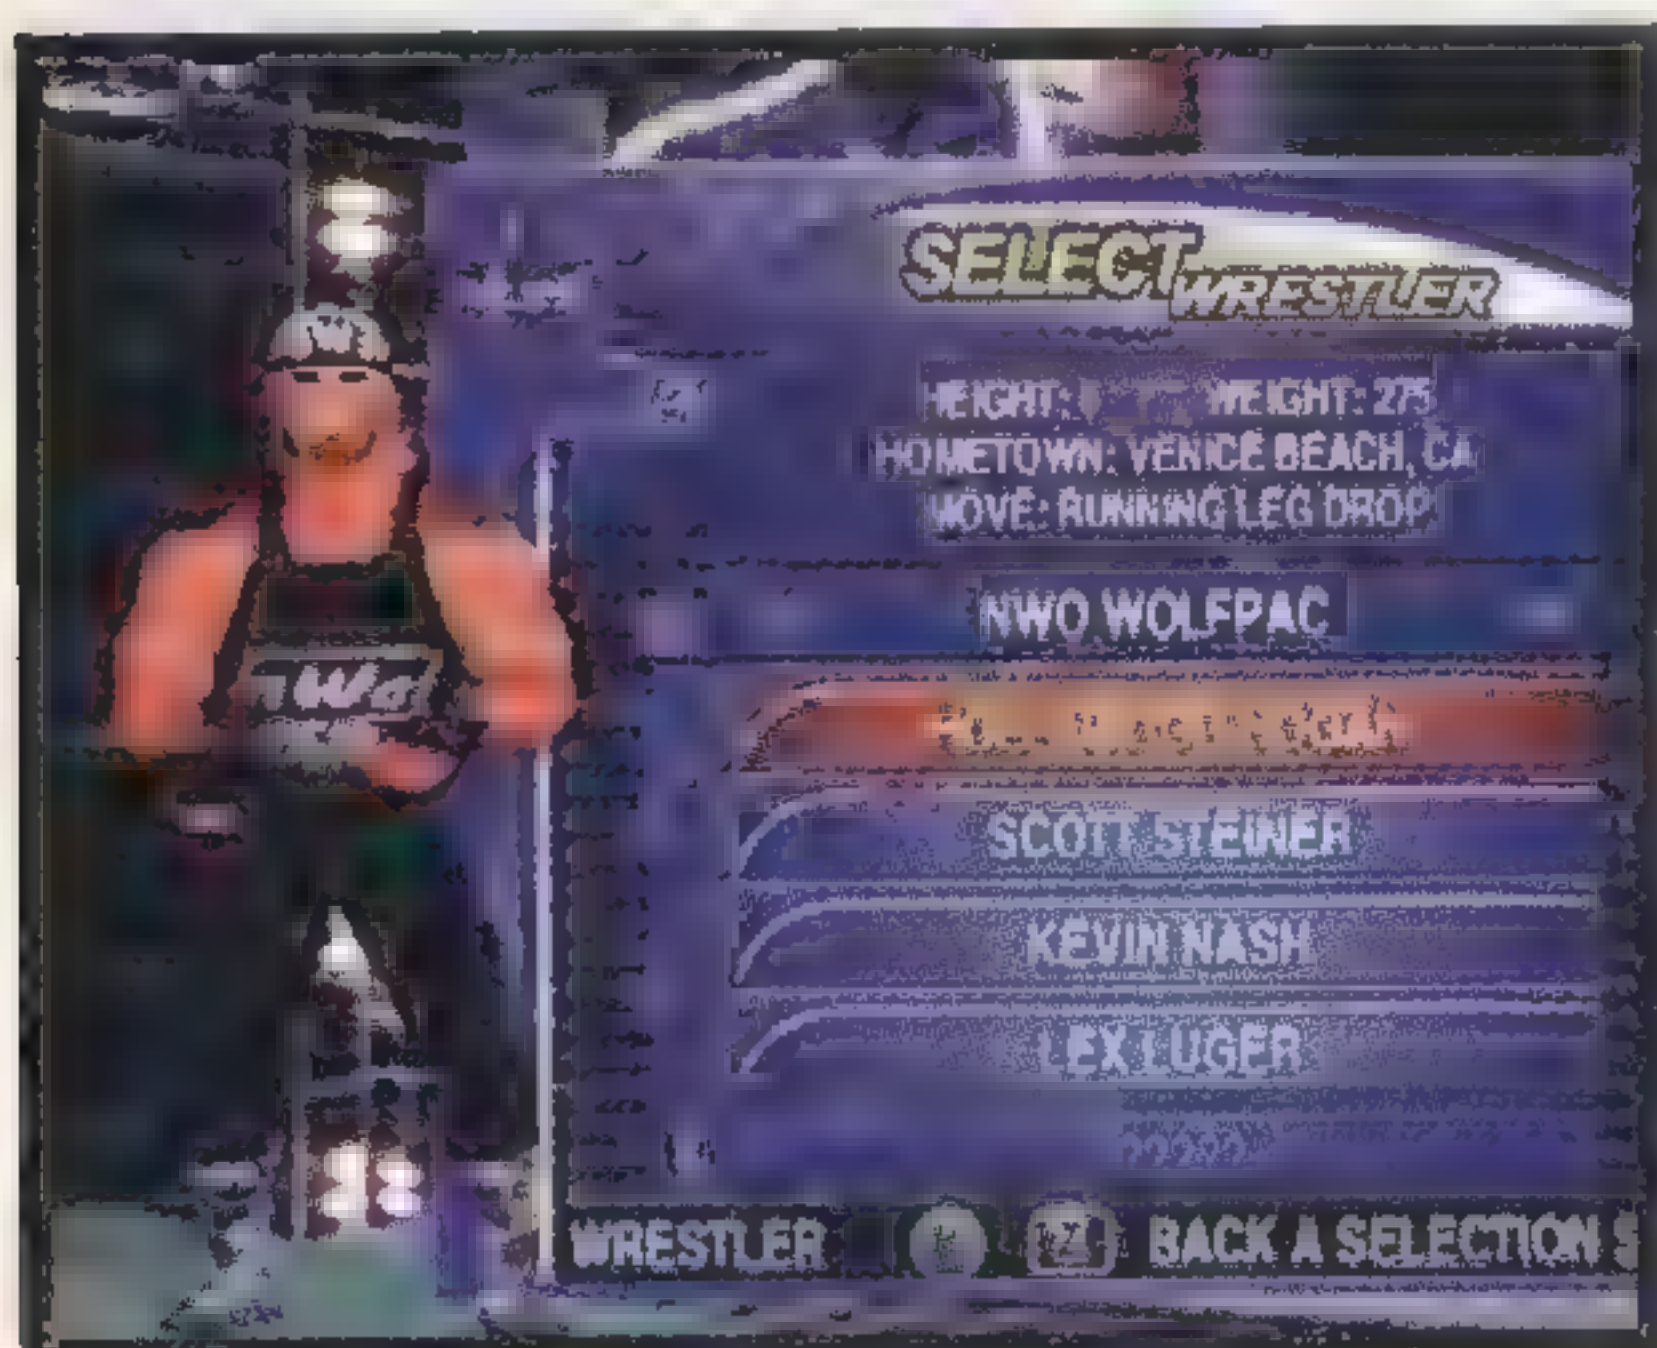 SELECT WRESTLER
HEIGHT: WEIGHT: 275
HOMETOWN: VENICE BEACH, CA
MOVE: RUNNING LEG DROP
NWO WOLFPAC
SCOTT STEINER
KEVIN NASH
LEX LUGER
WRESTLER BACK A SELECTION S